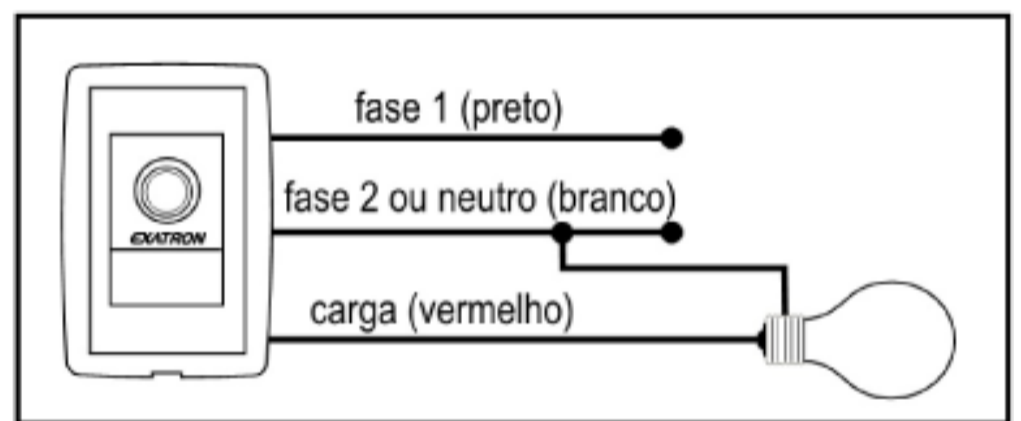 fase 1 (preto)
fase 2 ou neutro (branco)
EXATRON
carga (vermelho)